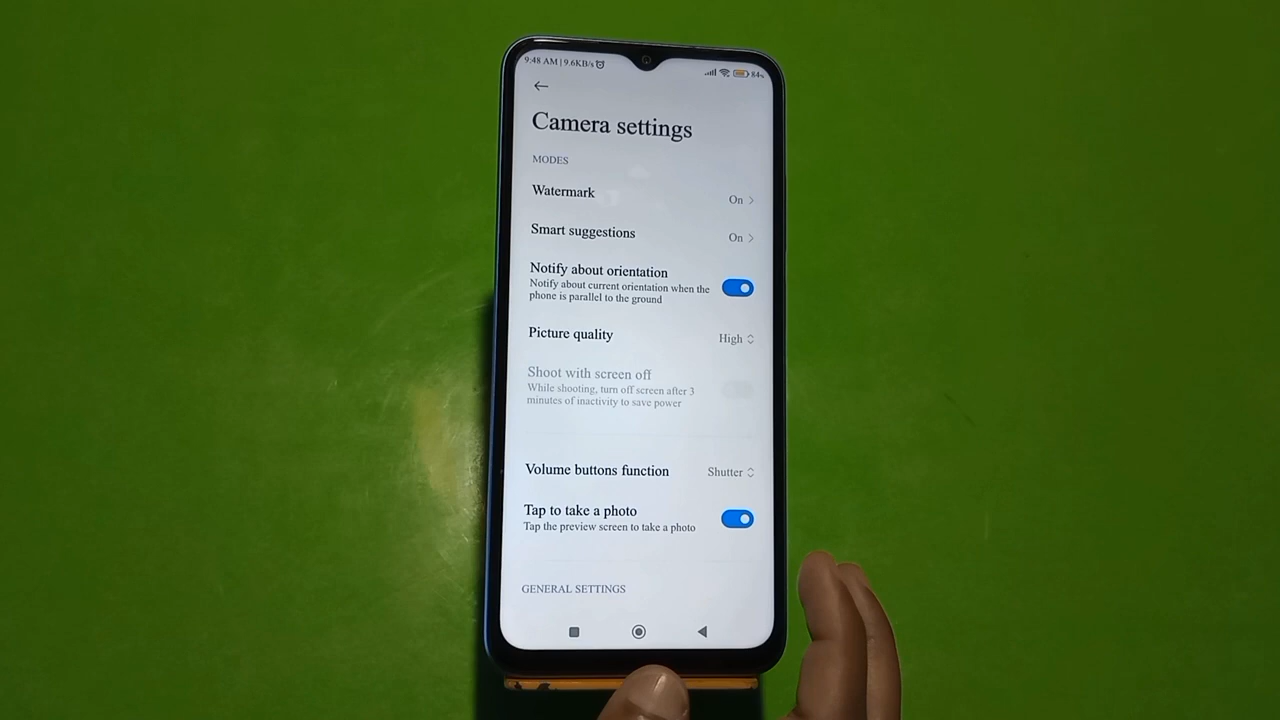 9:48 AM | 9.6KB/s
84%
Camera settings
MODES
Watermark
On
Smart suggestions
On
Notify about orientation
Notify about current orientation when the
phone is parallel to the ground
Picture quality
High
Shoot with screen off
While shooting, turn off screen after 3
minutes of inactivity to save power
Volume buttons function
Shutter
Tap to take a photo
Tap the preview screen to take a photo
GENERAL SETTINGS